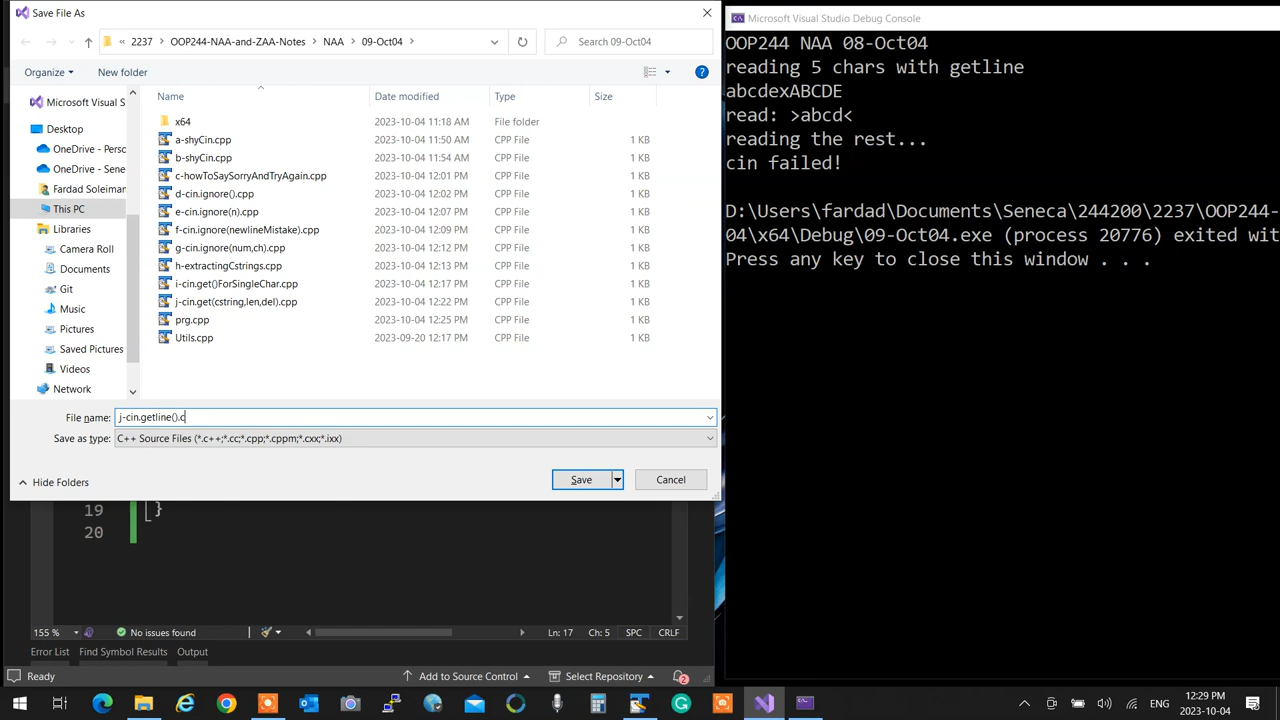 Save File As
Microsoft Visual Studio Debug Console
« 2237 > OOP244-NAA-and-ZAA-Notes > NAA > 09-Oct04 >
Search 09-Oct04
Organize
New folder
Name Date modified Type Size
Microsoft Visual S
Desktop
OneDrive - Perso
OneDrive - Sene
Fardad Soleiman
This PC
Libraries
Camera Roll
Documents
Git
Music
Pictures
Saved Pictures
Videos
Network
x64 2023-10-04 11:18 AM File folder
a-shyCin.cpp 2023-10-04 11:50 AM CPP File 1 KB
b-shyCin.cpp 2023-10-04 11:54 AM CPP File 1 KB
c-howToSaySorryAndTryAgain.cpp 2023-10-04 12:01 PM CPP File 1 KB
d-cin.ignore().cpp 2023-10-04 12:02 PM CPP File 1 KB
e-cin.ignore(n).cpp 2023-10-04 12:07 PM CPP File 1 KB
f-cin.ignore(newlineMistake).cpp 2023-10-04 12:09 PM CPP File 1 KB
g-cin.ignore(num,ch).cpp 2023-10-04 12:12 PM CPP File 1 KB
h-extractingCstrings.cpp 2023-10-04 12:13 PM CPP File 1 KB
i-cin.get()ForSingleChar.cpp 2023-10-04 12:17 PM CPP File 1 KB
j-cin.get(cstring,len,del).cpp 2023-10-04 12:22 PM CPP File 1 KB
prg.cpp 2023-10-04 12:25 PM CPP File 1 KB
Utils.cpp 2023-09-20 12:17 PM CPP File 1 KB
File name: j-cin.getline().c
Save as type: C++ Source Files (*.c++;*.cc;*.cpp;*.cppm;*.cxx;*.ixx)
Hide Folders
Save
Cancel
OOP244 NAA 08-Oct04
reading 5 chars with getline
abcdexABCDE
read: >abcd<
reading the rest...
cin failed!
D:\Users\fardad\Documents\Seneca\244200\2237\OOP244-
04\x64\Debug\09-Oct04.exe (process 20776) exited wit
Press any key to close this window . . .
19 }
20
155 % No issues found Ln: 17 Ch: 5 SPC CRLF
Error List Find Symbol Results Output
Ready Add to Source Control Select Repository 2
ENG
12:29 PM
2023-10-04